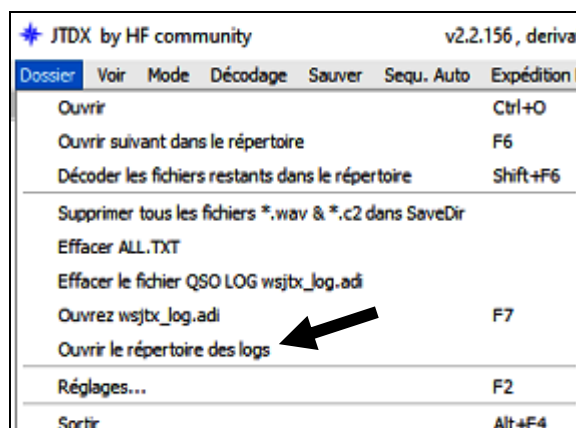 JTDX by HF community v2.2.156 , deriva
Dossier Voir Mode Décodage Sauver Sequ. Auto Expédition
Ouvrir Ctrl+O
Ouvrir suivant dans le répertoire F6
Décoder les fichiers restants dans le répertoire Shift+F6
Supprimer tous les fichiers *.wav & *.c2 dans SaveDir
Effacer ALL.TXT
Effacer le fichier QSO LOG wsjtx_log.adi
Ouvrez wsjtx_log.adi F7
Ouvrir le répertoire des logs
Réglages... F2
Sortir Alt+F4